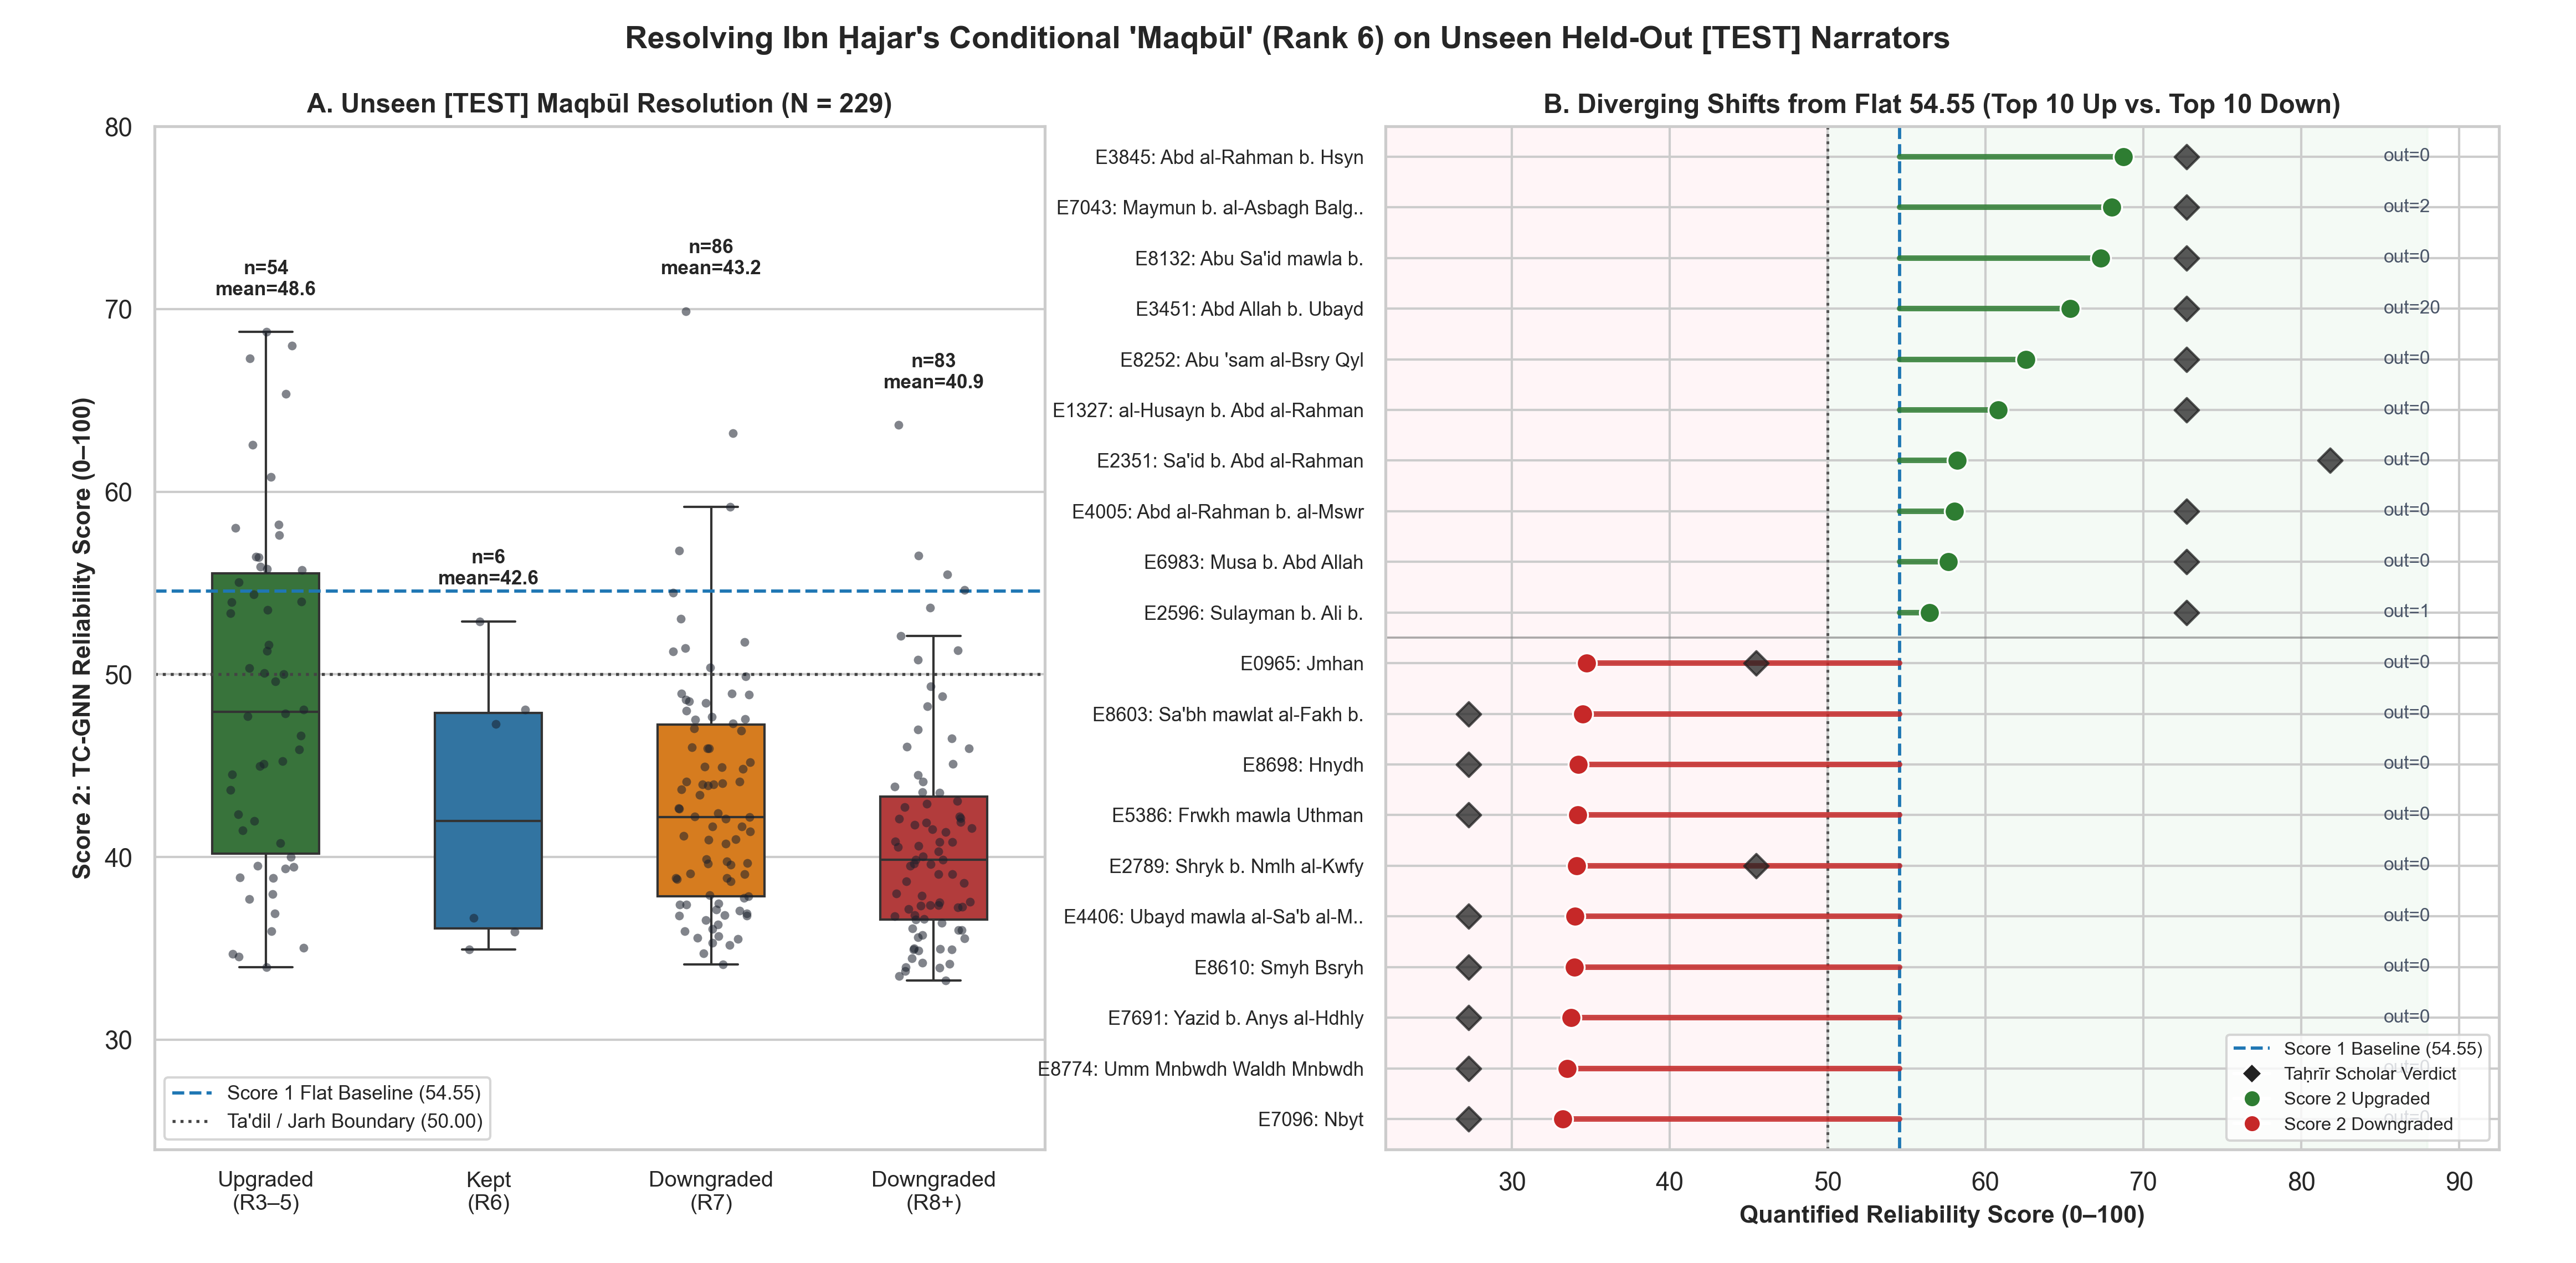 Resolving Ibn Ḥajar's Conditional 'Maqbūl' (Rank 6) on Unseen Held-Out [TEST] Narrators
A. Unseen [TEST] Maqbūl Resolution (N = 229)
Score 2: TC-GNN Reliability Score (0–100)
80
70
60
50
40
30
n=54
mean=48.6
n=6
mean=42.6
n=86
mean=43.2
n=83
mean=40.9
Score 1 Flat Baseline (54.55)
Ta'dil / Jarh Boundary (50.00)
Upgraded
(R3–5)
Kept
(R6)
Downgraded
(R7)
Downgraded
(R8+)
B. Diverging Shifts from Flat 54.55 (Top 10 Up vs. Top 10 Down)
E3845: Abd al-Rahman b. Hsyn out=0
E7043: Maymun b. al-Asbagh Balg.. out=2
E8132: Abu Sa'id mawla b. out=0
E3451: Abd Allah b. Ubayd out=20
E8252: Abu 'sam al-Bsry Qyl out=0
E1327: al-Husayn b. Abd al-Rahman out=0
E2351: Sa'id b. Abd al-Rahman out=0
E4005: Abd al-Rahman b. al-Mswr out=0
E6983: Musa b. Abd Allah out=0
E2596: Sulayman b. Ali b. out=1
E0965: Jmhan out=0
E8603: Sa'bh mawlat al-Fakh b. out=0
E8698: Hnydh out=0
E5386: Frwkh mawla Uthman out=0
E2789: Shryk b. Nmlh al-Kwfy out=0
E4406: Ubayd mawla al-Sa'b al-M.. out=0
E8610: Smyh Bsryh out=0
E7691: Yazid b. Anys al-Hdhly out=0
E8774: Umm Mnbwdh Waldh Mnbwdh out=0
E7096: Nbyt out=0
Score 1 Baseline (54.55)
Taḥrīr Scholar Verdict
Score 2 Upgraded
Score 2 Downgraded
30 40 50 60 70 80 90
Quantified Reliability Score (0–100)